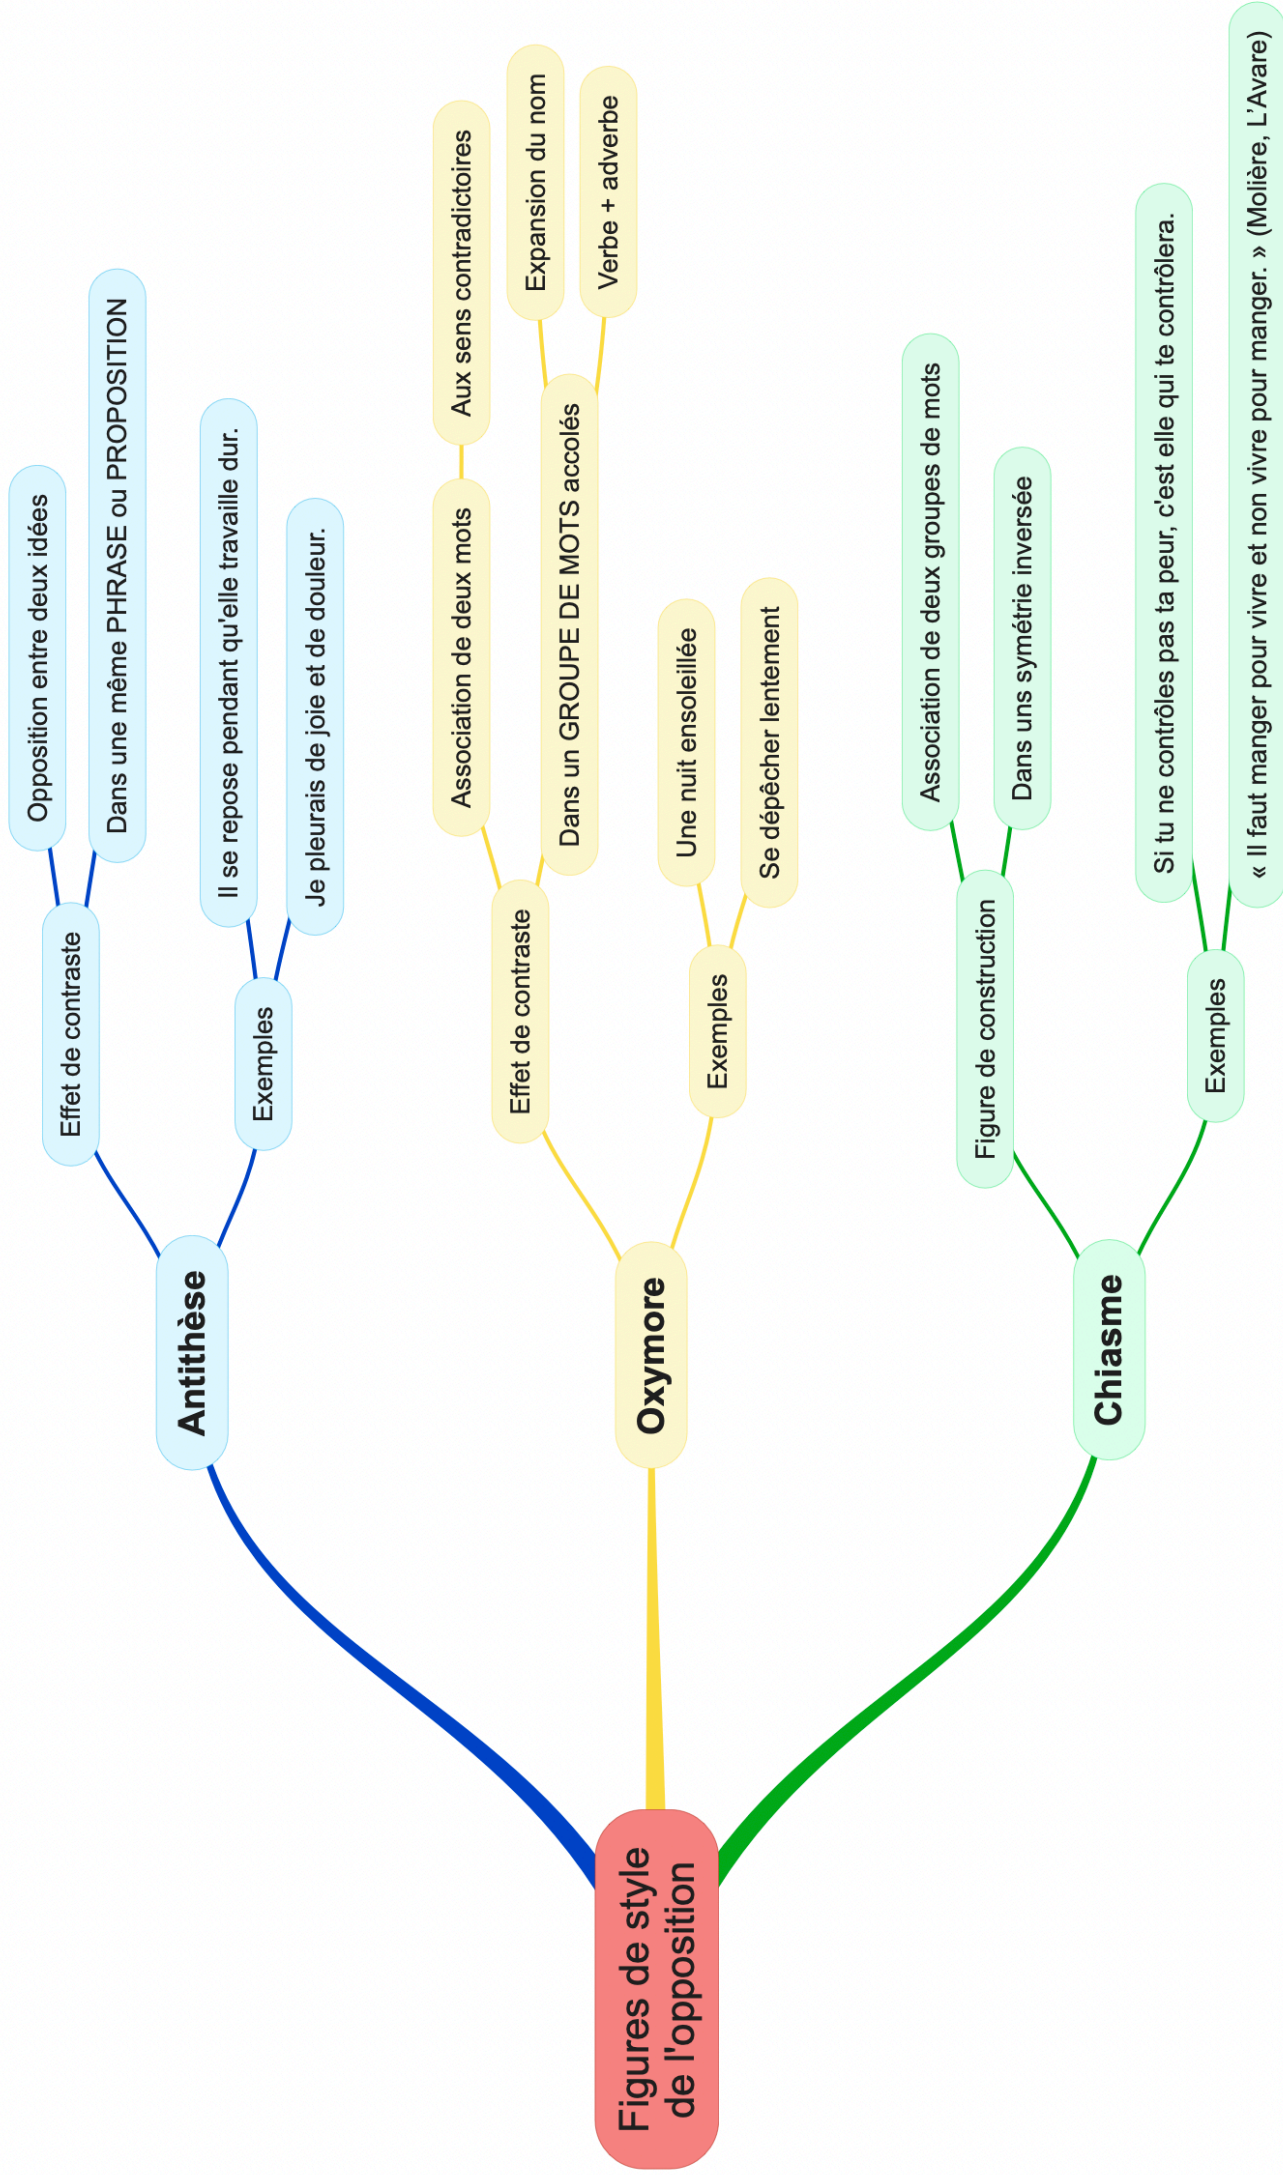 Figures de style
de l'opposition
Antithèse
Effet de contraste
Opposition entre deux idées
Dans une même PHRASE ou PROPOSITION
Exemples
Il se repose pendant qu'elle travaille dur.
Je pleurais de joie et de douleur.
Oxymore
Effet de contraste
Association de deux mots
Aux sens contradictoires
Dans un GROUPE DE MOTS accolés
Expansion du nom
Verbe + adverbe
Exemples
Une nuit ensoleillée
Se dépêcher lentement
Chiasme
Figure de construction
Association de deux groupes de mots
Dans uns symétrie inversée
Exemples
Si tu ne contrôles pas ta peur, c'est elle qui te contrôlera.
« Il faut manger pour vivre et non vivre pour manger. » (Molière, L'Avare)